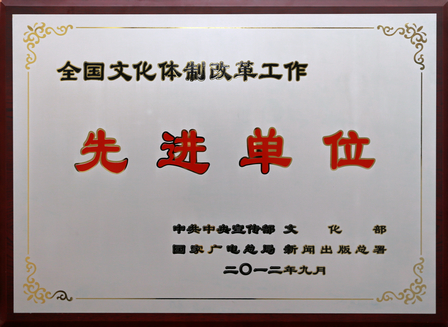 全国文化体制改革工作
先进单位
中共中央宣传部 文化部
国家广电总局 新闻出版总署
二〇一二年九月